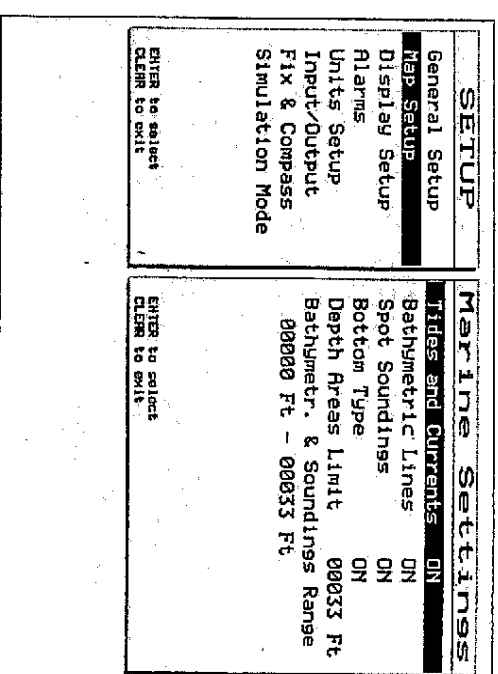 SETUP
General Setup
Map Setup
Display Setup
Alarms
Units Setup
Input/Output
Fix & Compass
Simulation Mode
ENTER to select
CLEAR to exit
Marine Settings
Tides and Currents ON
Bathymetric Lines ON
Spot Soundings ON
Bottom Type ON
Depth Areas Limit 00033 Ft
Bathymetr. & Soundings Range
00000 Ft - 00033 Ft
ENTER to select
CLEAR to exit